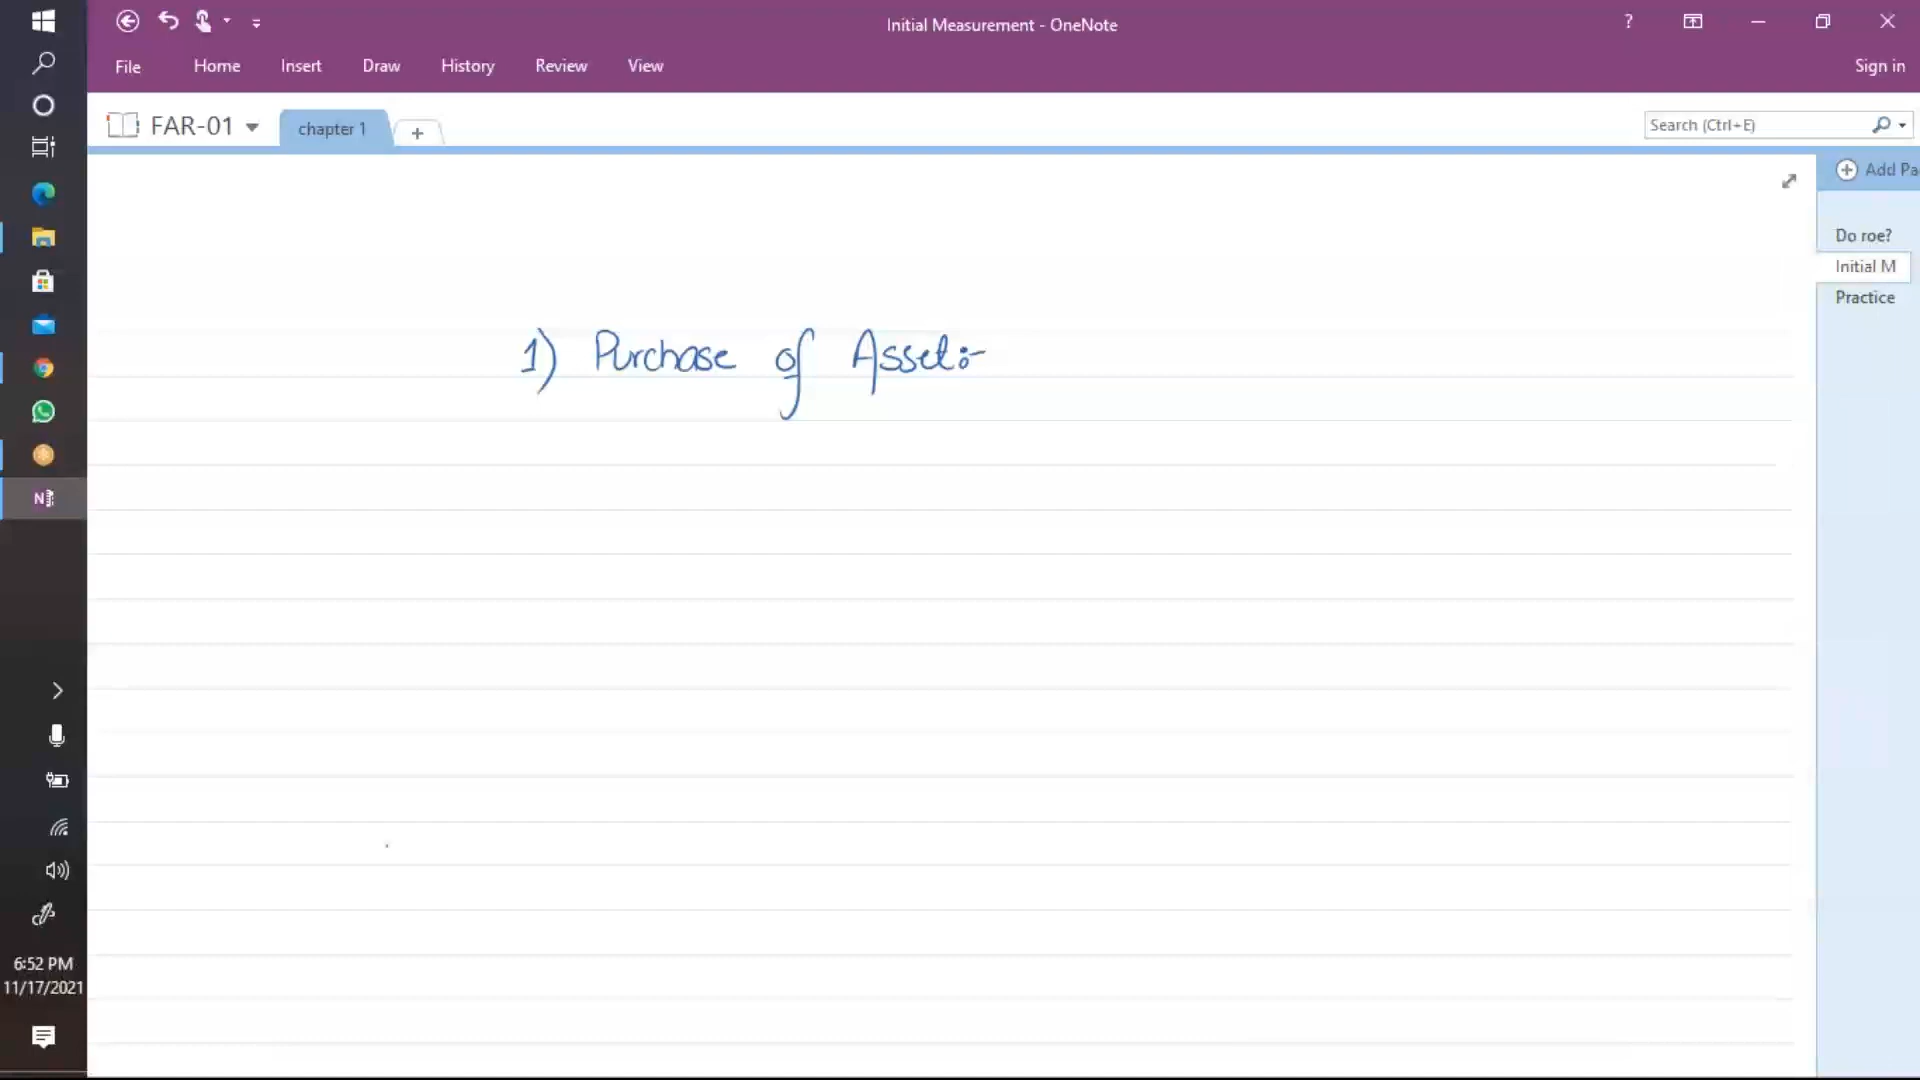 Initial Measurement - OneNote
?
File Home Insert Draw History Review View
Sign in
FAR-01
chapter 1
+
Search (Ctrl+E)
Add Pa
Do roe?
Initial M
Practice
1) Purchase of Asset:-
N
6:52 PM
11/17/2021